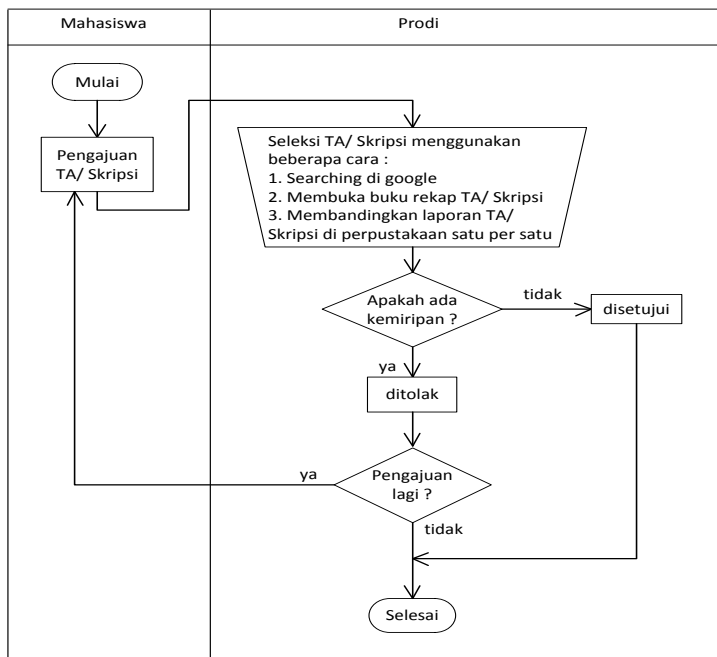 Mahasiswa
Prodi
Mulai
Pengajuan
TA/ Skripsi
Seleksi TA/ Skripsi menggunakan
beberapa cara :
1. Searching di google
2. Membuka buku rekap TA/ Skripsi
3. Membandingkan laporan TA/
Skripsi di perpustakaan satu per satu
Apakah ada
kemiripan ?
tidak
disetujui
ya
ditolak
Pengajuan
lagi ?
ya
tidak
Selesai